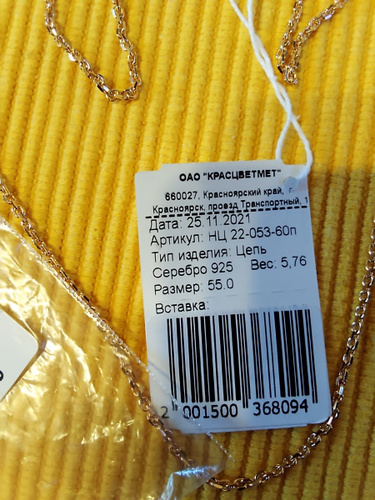 ОАО "КРАСЦВЕТМЕТ"
660027, Красноярский край, г.
Красноярск, проезд Транспортный, 1
Дата: 25.11.2021
Артикул: НЦ 22-053-60п
Тип изделия: Цепь
Серебро 925 Вес: 5,76
Размер: 55.0
Вставка:
2 001500 368094